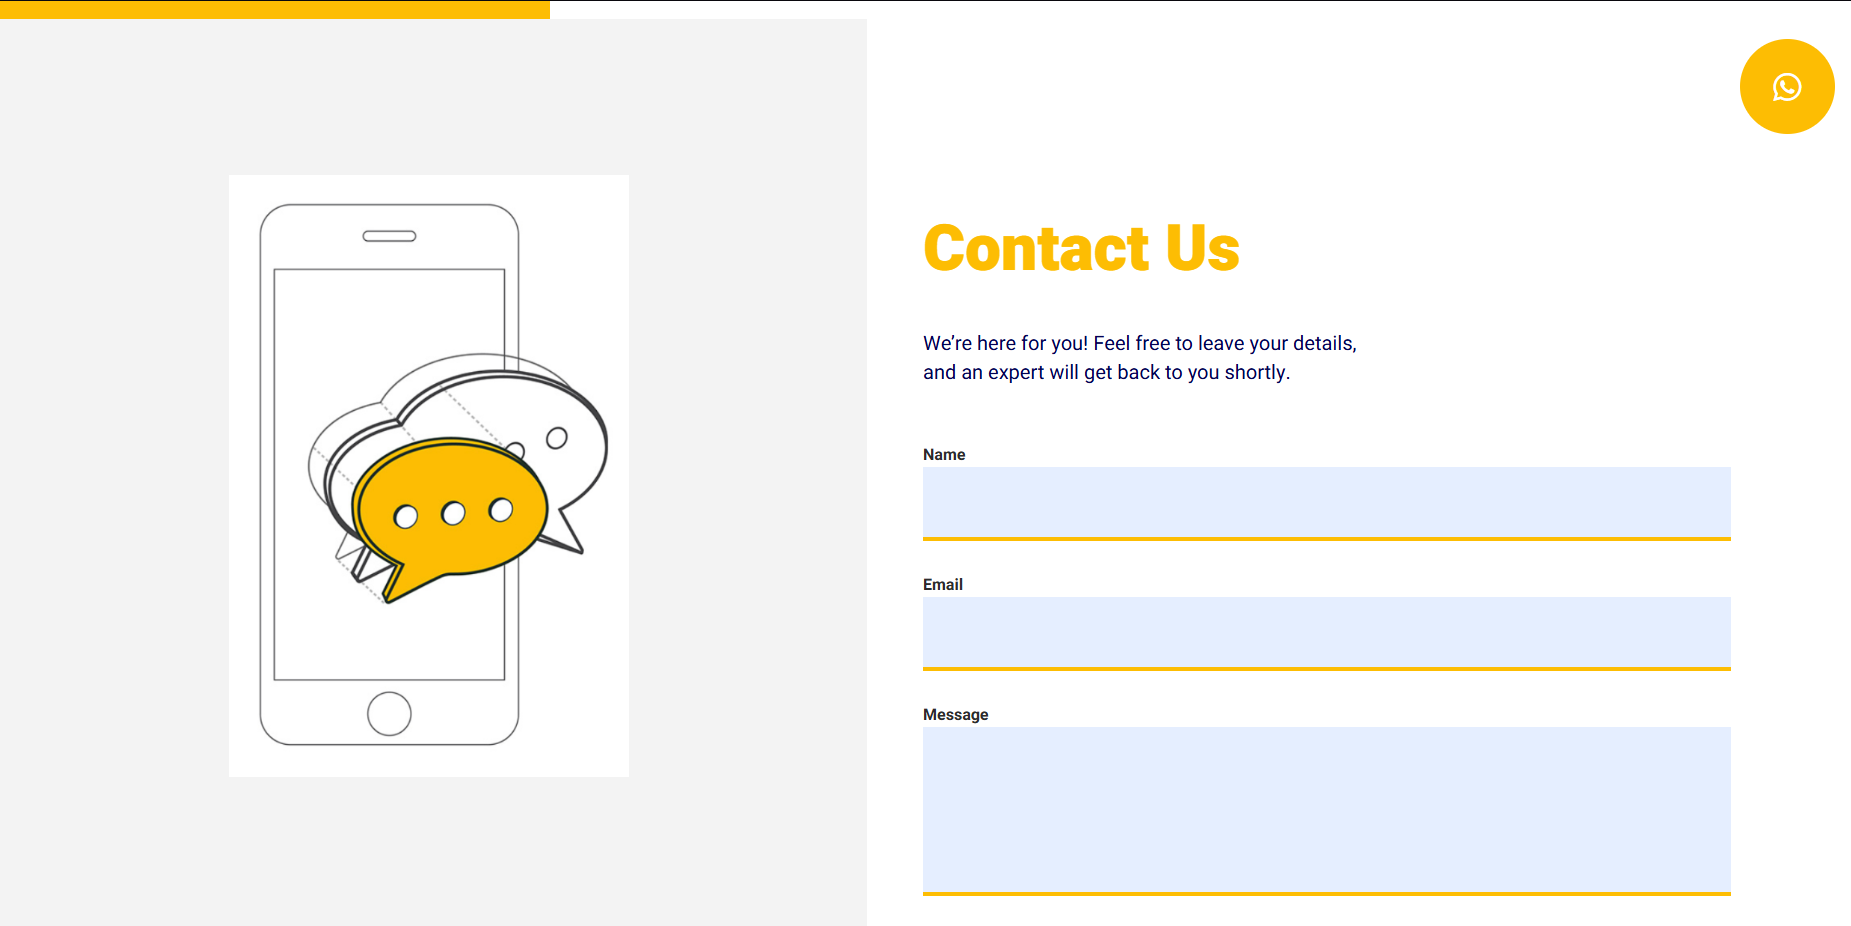 Contact Us
We’re here for you! Feel free to leave your details,
and an expert will get back to you shortly.
Name
Email
Message